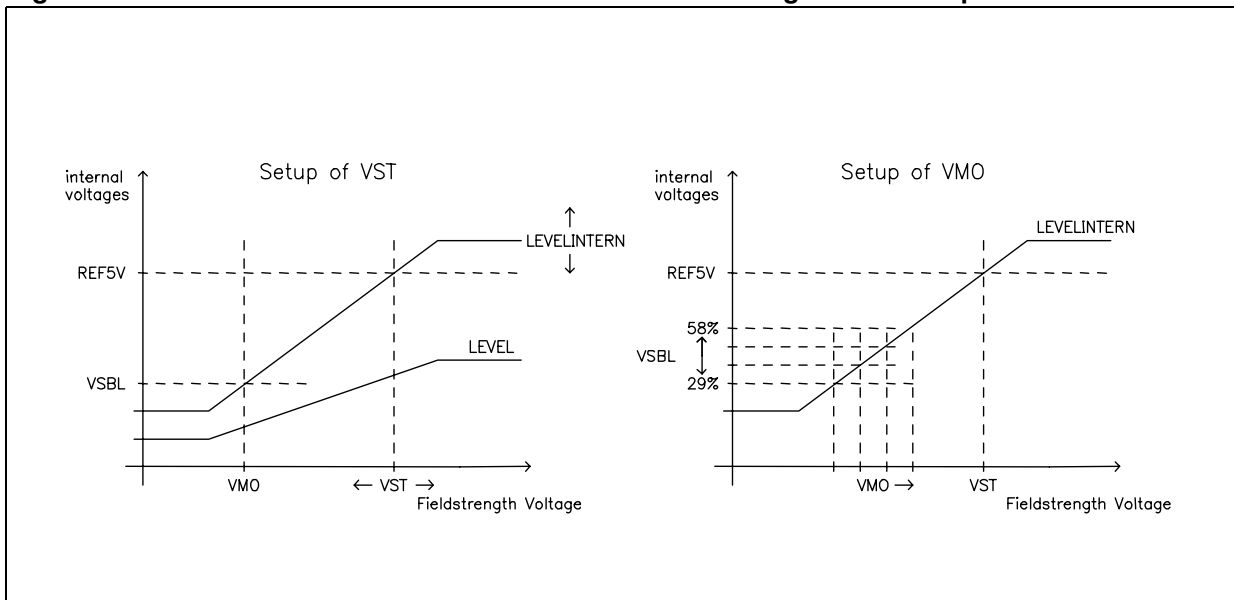 Setup of VST
internal
voltages
LEVELINTERN
REF5V
LEVEL
VSBL
VMO
← VST →
Fieldstrength Voltage
Setup of VMO
internal
voltages
LEVELINTERN
REF5V
58%
VSBL
29%
VMO →
VST
Fieldstrength Voltage